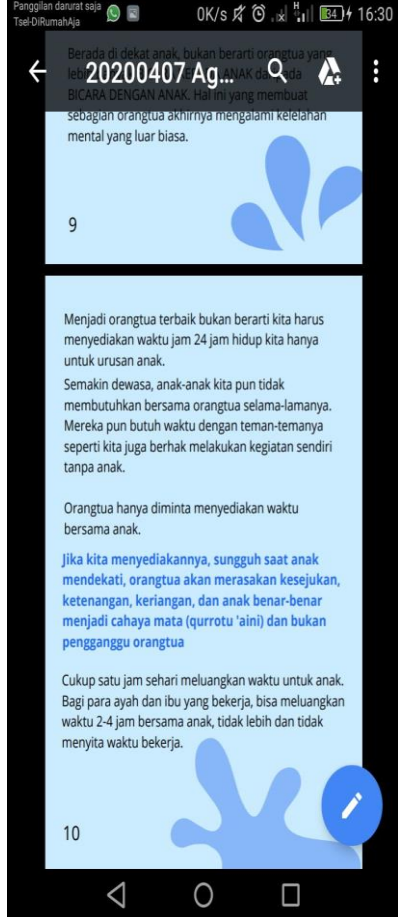 Panggilan darurat saja
Tsel-DiRumahAja
0K/s
34
16:30
20200407 Ag...
Berada di dekat anak, bukan berarti orangtua yang
BICARA DENGAN ANAK. Hal ini yang membuat
sebagian orangtua akhirnya mengalami kelelahan
mental yang luar biasa.
9
Menjadi orangtua terbaik bukan berarti kita harus
menyediakan waktu jam 24 jam hidup kita hanya
untuk urusan anak.
Semakin dewasa, anak-anak kita pun tidak
membutuhkan bersama orangtua selama-lamanya.
Mereka pun butuh waktu dengan teman-temanya
seperti kita juga berhak melakukan kegiatan sendiri
tanpa anak.
Orangtua hanya diminta menyediakan waktu
bersama anak.
Jika kita menyediakannya, sungguh saat anak
mendekati, orangtua akan merasakan kesejukan,
ketenangan, keriangan, dan anak benar-benar
menjadi cahaya mata (qurrotu 'aini) dan bukan
pengganggu orangtua
Cukup satu jam sehari meluangkan waktu untuk anak.
Bagi para ayah dan ibu yang bekerja, bisa meluangkan
waktu 2-4 jam bersama anak, tidak lebih dan tidak
menyita waktu bekerja.
10